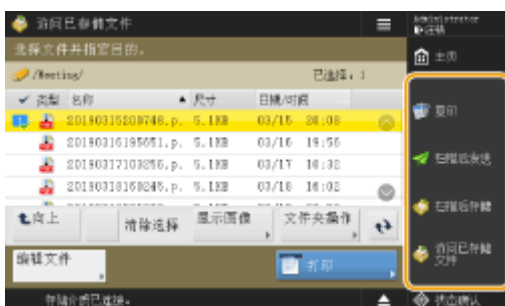 访问已存储文件
Administrator
注销
选择文件并指定目的。
主页
/Meeting/ 已选择: 1
类型 名称 尺寸 日期/时间
复印
20190315200748.p. 5.1KB 03/15 20:08
20190316195651.p. 5.1KB 03/16 19:56
扫描后发送
20190317103256.p. 5.1KB 03/17 10:32
20190318160245.p. 5.1KB 03/18 16:02
扫描后存储
向上 清除选择 显示图像 文件夹操作
访问已存储
文件
编辑文件 打印
存储介质已连接。
状态确认